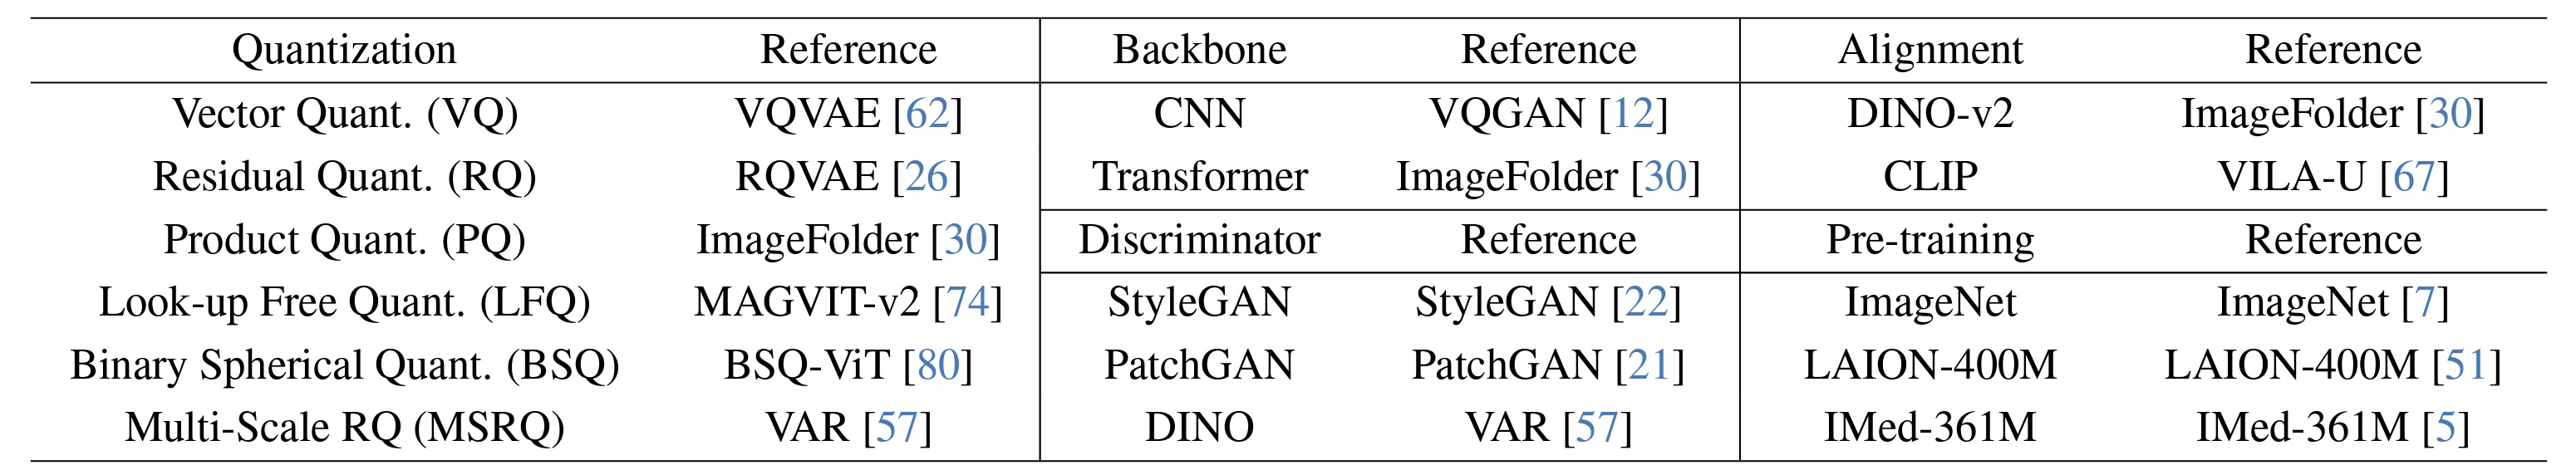 Quantization Reference Backbone Reference Alignment Reference
Vector Quant. (VQ) VQVAE [62] CNN VQGAN [12] DINO-v2 ImageFolder [30]
Residual Quant. (RQ) RQVAE [26] Transformer ImageFolder [30] CLIP VILA-U [67]
Product Quant. (PQ) ImageFolder [30] Discriminator Reference Pre-training Reference
Look-up Free Quant. (LFQ) MAGVIT-v2 [74] StyleGAN StyleGAN [22] ImageNet ImageNet [7]
Binary Spherical Quant. (BSQ) BSQ-ViT [80] PatchGAN PatchGAN [21] LAION-400M LAION-400M [51]
Multi-Scale RQ (MSRQ) VAR [57] DINO VAR [57] IMed-361M IMed-361M [5]